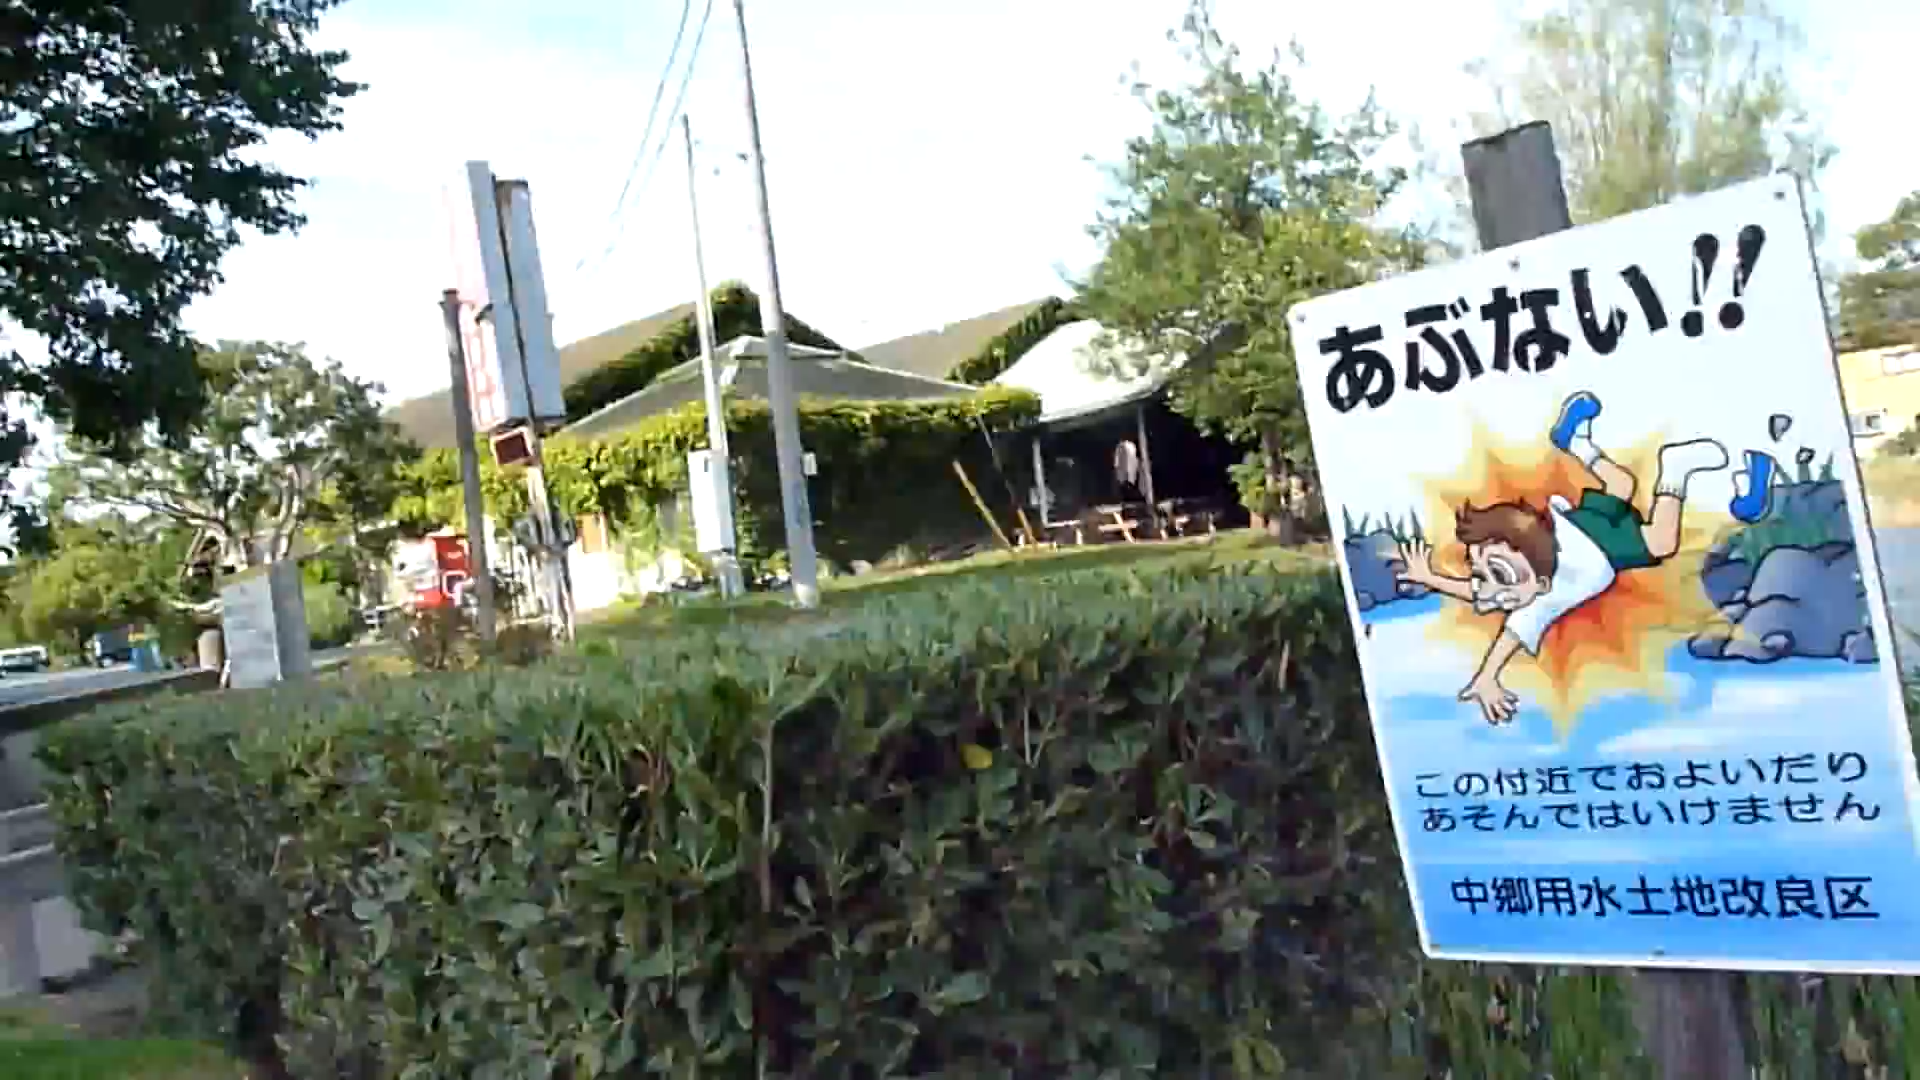 あぶない!!
この付近でおよいだり
あそんではいけません
中郷用水土地改良区